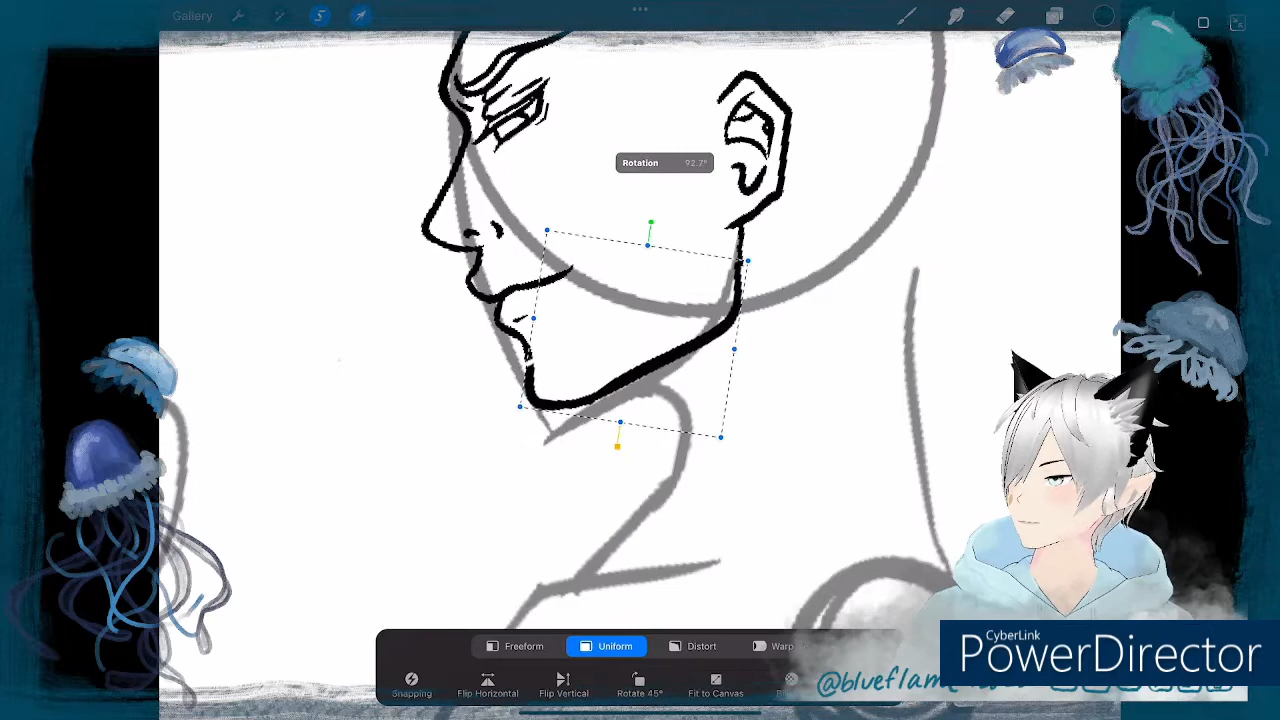 Gallery
Rotation 92.7°
Freeform Uniform Distort Warp
Snapping Flip Horizontal Flip Vertical Rotate 45° Fit to Canvas
@blueflam
CyberLink
PowerDirector